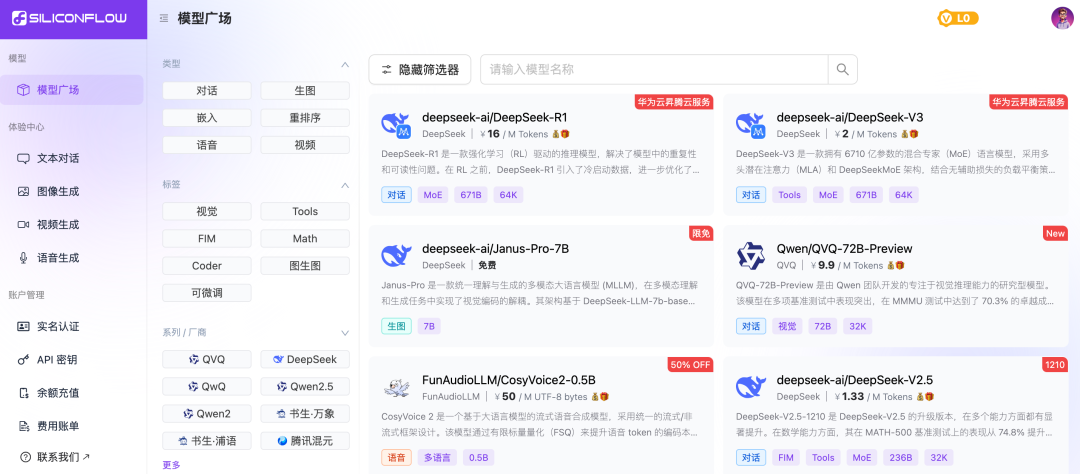 SILICONFLOW
模型广场
L0
模型
模型广场
体验中心
文本对话
图像生成
视频生成
语音生成
账户管理
实名认证
API 密钥
余额充值
费用账单
联系我们
类型
对话
生图
嵌入
重排序
语音
视频
标签
视觉
Tools
FIM
Math
Coder
图生图
可微调
系列 / 厂商
QVQ
DeepSeek
QwQ
Qwen2.5
Qwen2
书生·万象
书生·浦语
腾讯混元
更多
隐藏筛选器
请输入模型名称
华为云昇腾云服务
deepseek-ai/DeepSeek-R1
DeepSeek | ￥16 / M Tokens
DeepSeek-R1 是一款强化学习（RL）驱动的推理模型，解决了模型中的重复性
和可读性问题。在 RL 之前，DeepSeek-R1 引入了冷启动数据，进一步优化了...
对话 MoE 671B 64K
华为云昇腾云服务
deepseek-ai/DeepSeek-V3
DeepSeek | ￥2 / M Tokens
DeepSeek-V3 是一款拥有 6710 亿参数的混合专家（MoE）语言模型，采用多
头潜在注意力（MLA）和 DeepSeekMoE 架构，结合无辅助损失的负载平衡策...
对话 Tools MoE 671B 64K
限免
deepseek-ai/Janus-Pro-7B
DeepSeek | 免费
Janus-Pro 是一款统一理解与生成的多模态大语言模型 (MLLM)，在多模态理解
和生成任务中实现了视觉编码的解耦。其架构基于 DeepSeek-LLM-7b-base...
生图 7B
New
Qwen/QVQ-72B-Preview
QVQ | ￥9.9 / M Tokens
QVQ-72B-Preview 是由 Qwen 团队开发的专注于视觉推理能力的研究型模型。
该模型在多项基准测试中表现突出，在 MMMU 测试中达到了 70.3% 的卓越成...
对话 视觉 72B 32K
50% OFF
FunAudioLLM/CosyVoice2-0.5B
FunAudioLLM | ￥50 / M UTF-8 bytes
CosyVoice 2 是一个基于大语言模型的流式语音合成模型，采用统一的流式/非
流式框架设计。该模型通过有限标量量化（FSQ）来提升语音 token 的编码本...
语音 多语言 0.5B
1210
deepseek-ai/DeepSeek-V2.5
DeepSeek | ￥1.33 / M Tokens
DeepSeek-V2.5-1210 是 DeepSeek-V2.5 的升级版本，在多个能力方面都有显
著提升。在数学能力方面，其在 MATH-500 基准测试上的表现从 74.8% 提升...
对话 FIM Tools MoE 236B 32K